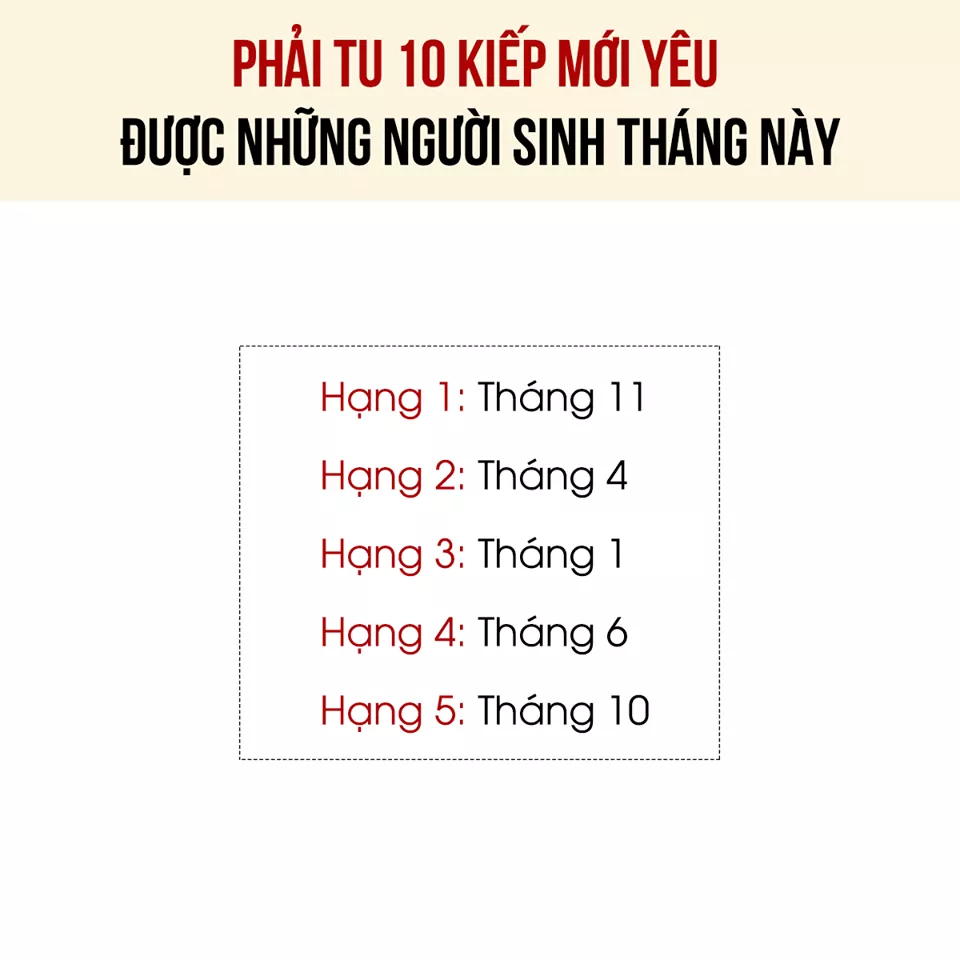 PHẢI TU 10 KIẾP MỚI YÊU
ĐƯỢC NHỮNG NGƯỜI SINH THÁNG NÀY
Hạng 1: Tháng 11
Hạng 2: Tháng 4
Hạng 3: Tháng 1
Hạng 4: Tháng 6
Hạng 5: Tháng 10